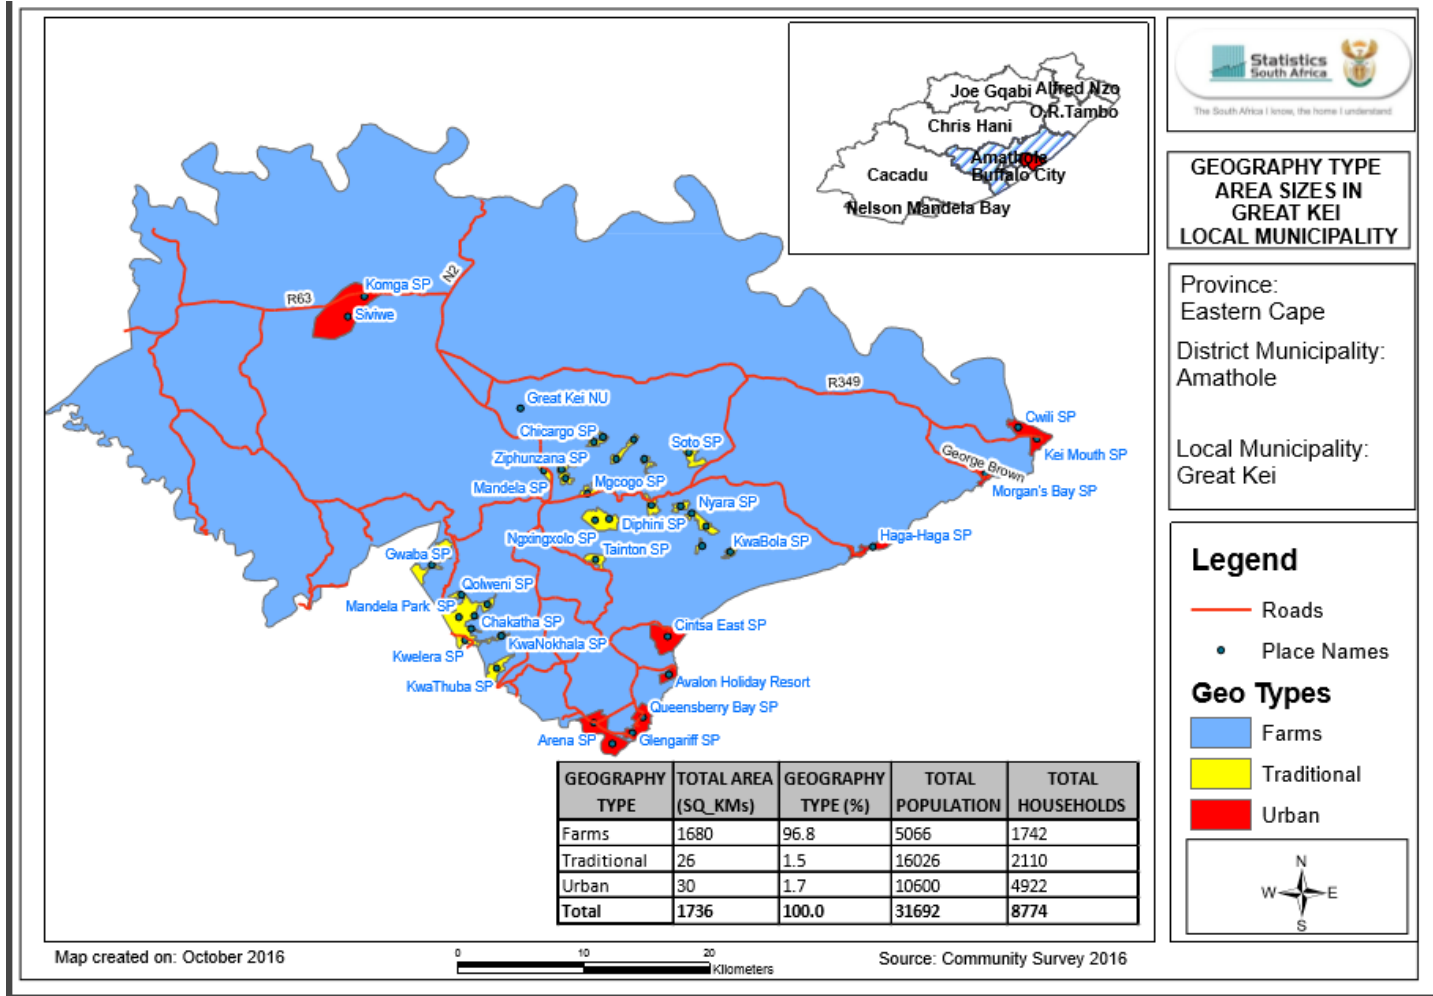 Joe Gqabi
Alfred Nzo
O.R.Tambo
Chris Hani
Amathole
Cacadu
Buffalo City
Nelson Mandela Bay
Statistics
South Africa
The South Africa I know, the home I understand
GEOGRAPHY TYPE
AREA SIZES IN
GREAT KEI
LOCAL MUNICIPALITY
Province:
Eastern Cape
District Municipality:
Amathole
Local Municipality:
Great Kei
Legend
Roads
Place Names
Geo Types
Farms
Traditional
Urban
N
W E
S
N2
Komga SP
R63
Siviwe
R349
Great Kei NU
Cwili SP
Chicargo SP
Soto SP
George Brown
Kei Mouth SP
Ziphunzana SP
Mandela SP
Mgcogo SP
Morgan's Bay SP
Nyara SP
Diphini SP
Ngxingxolo SP
Tainton SP
KwaBola SP
Haga-Haga SP
Gwaba SP
Qolweni SP
Mandela Park SP
Chakatha SP
Cintsa East SP
KwaNokhala SP
Kwelera SP
KwaThuba SP
Avalon Holiday Resort
Queensberry Bay SP
Arena SP
Glengariff SP
GEOGRAPHY TYPE TOTAL AREA (SQ_KMs) GEOGRAPHY TYPE (%) TOTAL POPULATION TOTAL HOUSEHOLDS
Farms 1680 96.8 5066 1742
Traditional 26 1.5 16026 2110
Urban 30 1.7 10600 4922
Total 1736 100.0 31692 8774
Map created on: October 2016
0 10 20
Kilometers
Source: Community Survey 2016